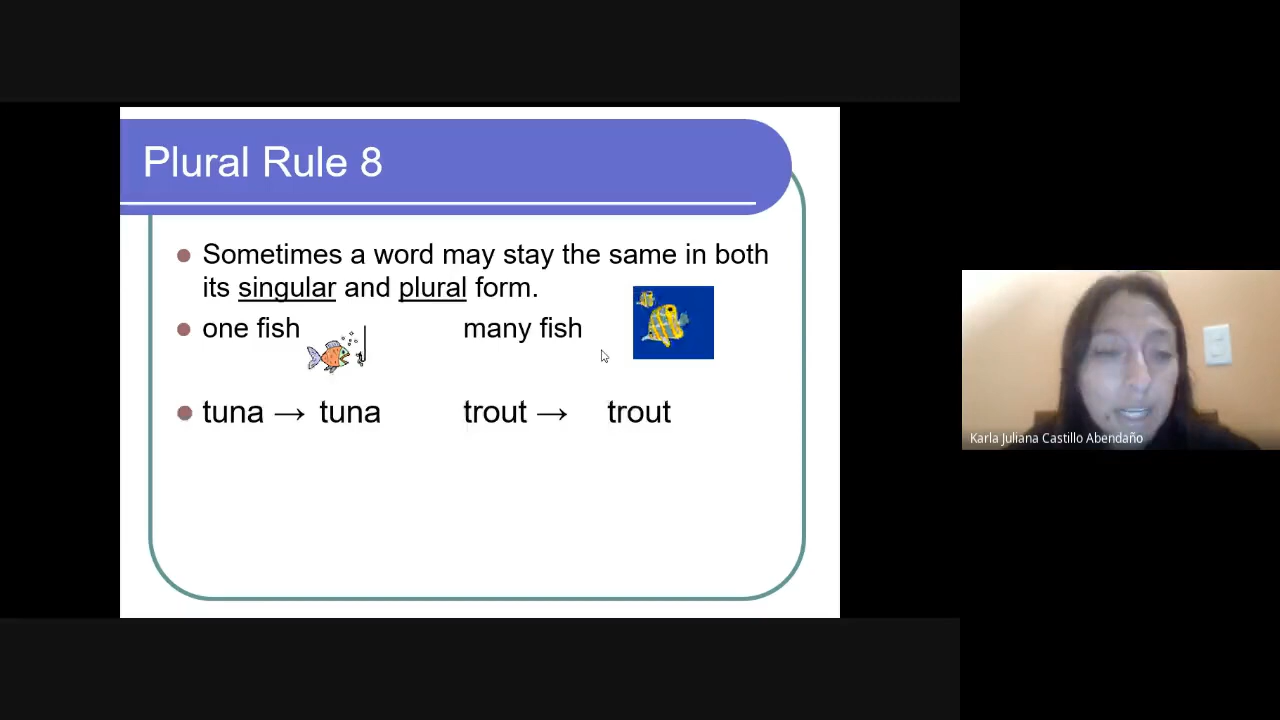 Plural Rule 8
Sometimes a word may stay the same in both
its singular and plural form.
one fish many fish
tuna → tuna trout → trout
Karla Juliana Castillo Abendaño